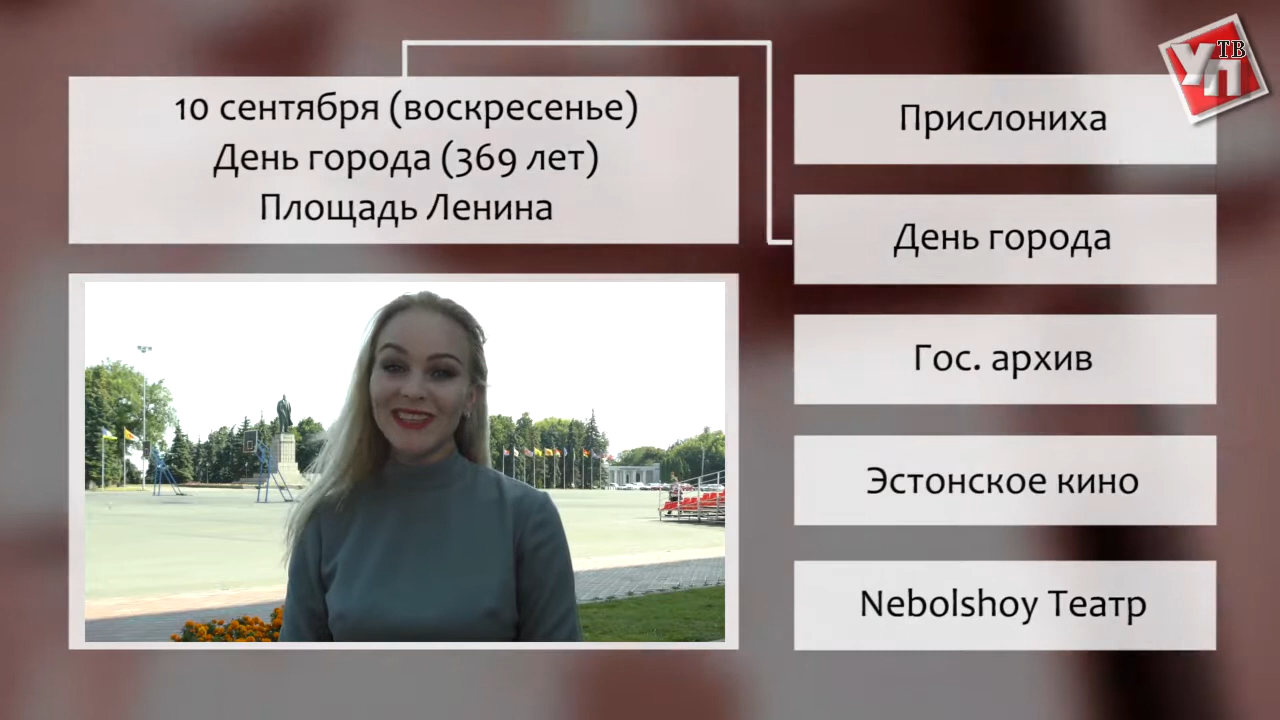 10 сентября (воскресенье)
День города (369 лет)
Площадь Ленина
Прислониха
День города
Гос. архив
Эстонское кино
Nebolshoy Театр
УП
ТВ